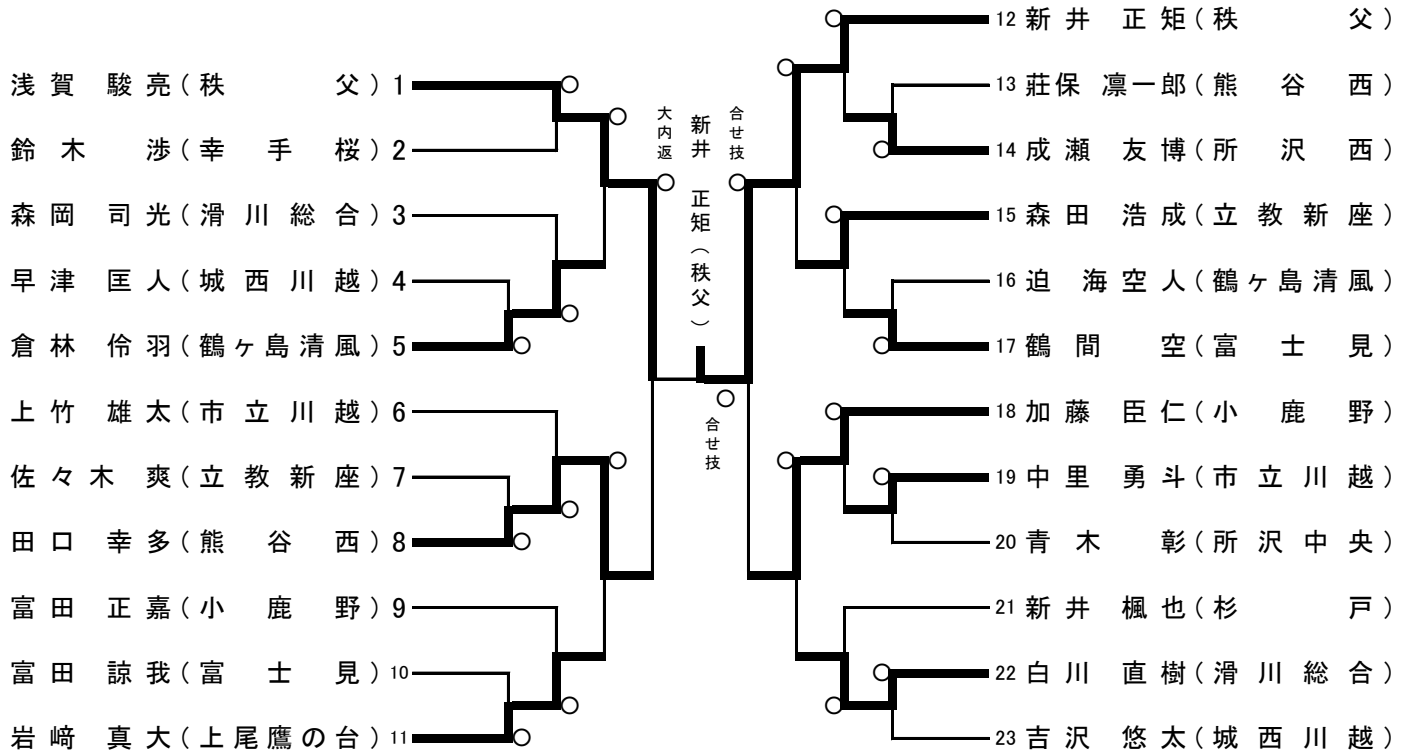 浅賀 駿亮(秩父) 1
鈴木 渉(幸手桜) 2
森岡 司光(滑川総合) 3
早津 匡人(城西川越) 4
倉林 伶羽(鶴ヶ島清風) 5
上竹 雄太(市立川越) 6
佐々木 爽(立教新座) 7
田口 幸多(熊谷西) 8
富田 正嘉(小鹿野) 9
富田 諒我(富士見) 10
岩﨑 真大(上尾鷹の台) 11
大内返
新井 正矩(秩父)
合せ技
合せ技
12 新井 正矩(秩父)
13 莊保 凛一郎(熊谷西)
14 成瀬 友博(所沢西)
15 森田 浩成(立教新座)
16 迫 海空人(鶴ヶ島清風)
17 鶴間 空(富士見)
18 加藤 臣仁(小鹿野)
19 中里 勇斗(市立川越)
20 青木 彰(所沢中央)
21 新井 楓也(杉戸)
22 白川 直樹(滑川総合)
23 吉沢 悠太(城西川越)